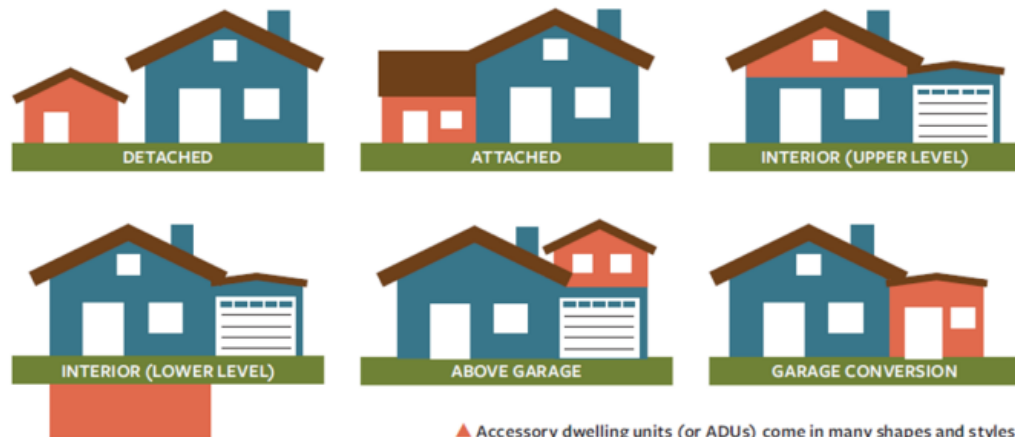 DETACHED
ATTACHED
INTERIOR (UPPER LEVEL)
INTERIOR (LOWER LEVEL)
ABOVE GARAGE
GARAGE CONVERSION
▲ Accessory dwelling units (or ADUs) come in many shapes and styles